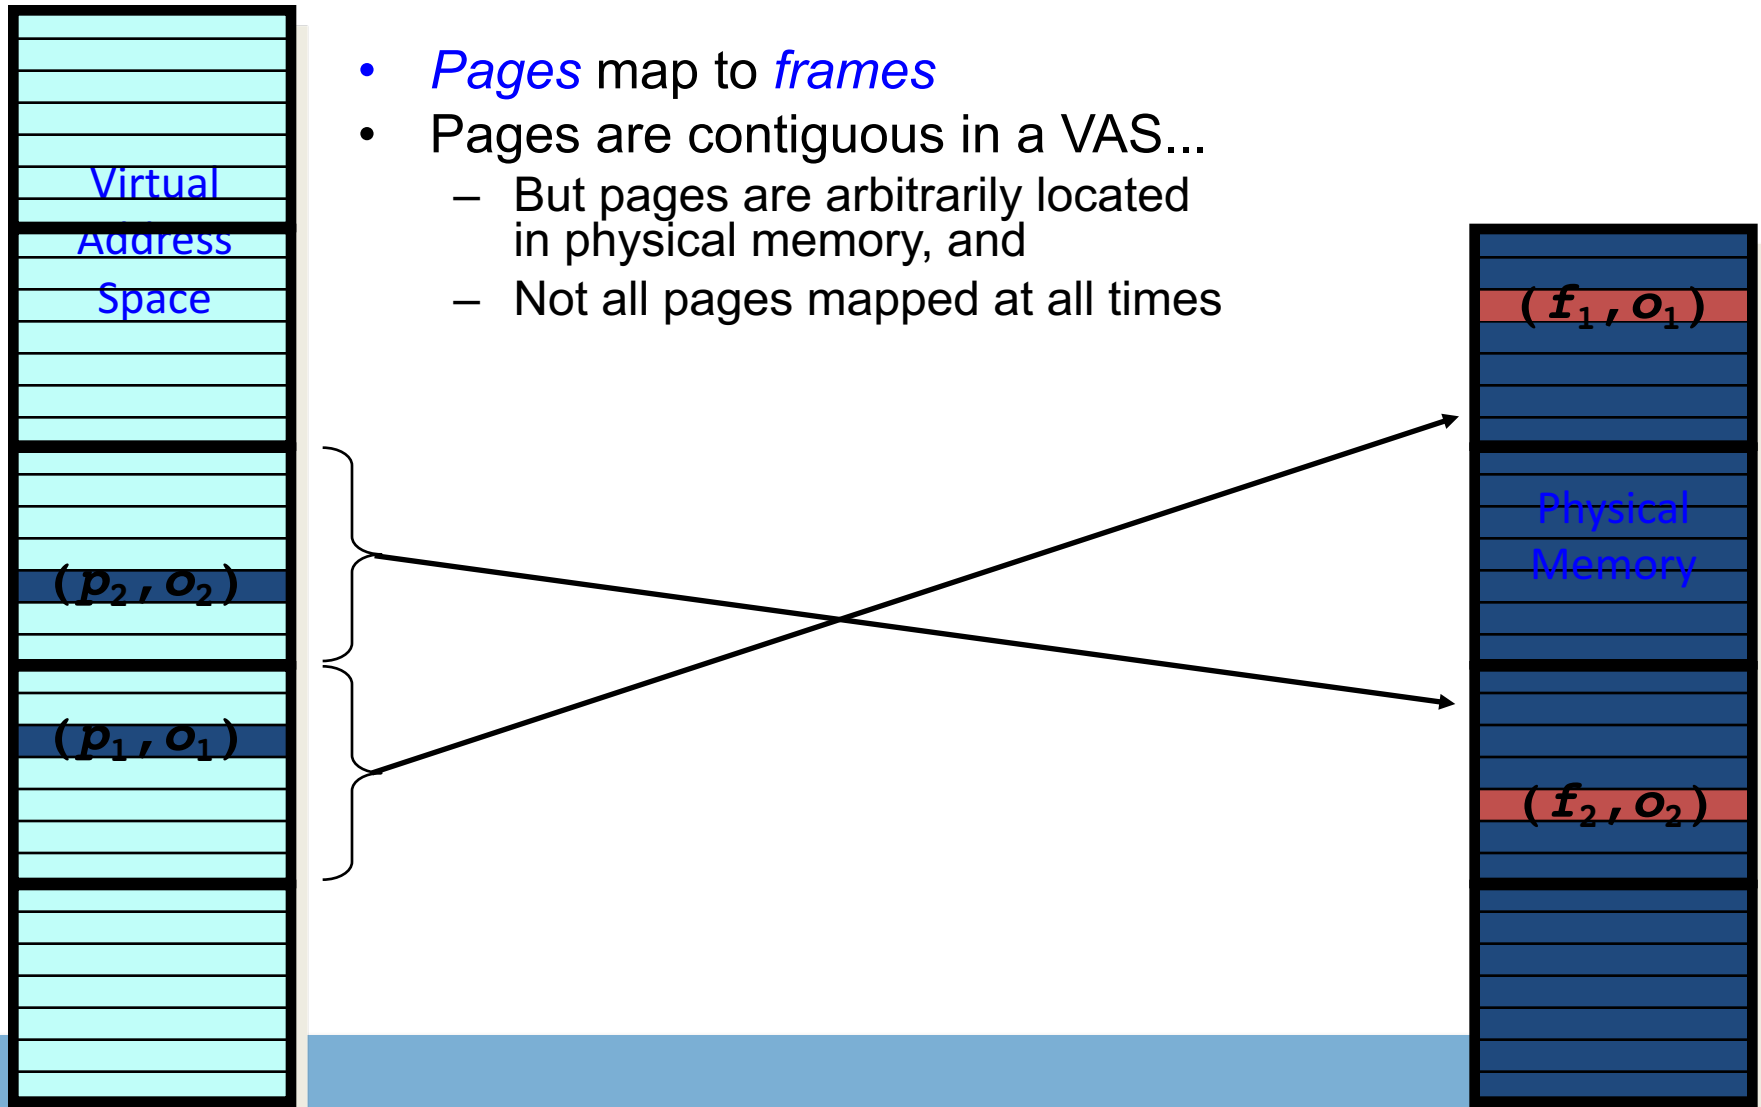 • Pages map to frames
• Pages are contiguous in a VAS...
– But pages are arbitrarily located
in physical memory, and
– Not all pages mapped at all times
Virtual
Address
Space
(p₂,o₂)
(p₁,o₁)
(f₁,o₁)
Physical
Memory
(f₂,o₂)